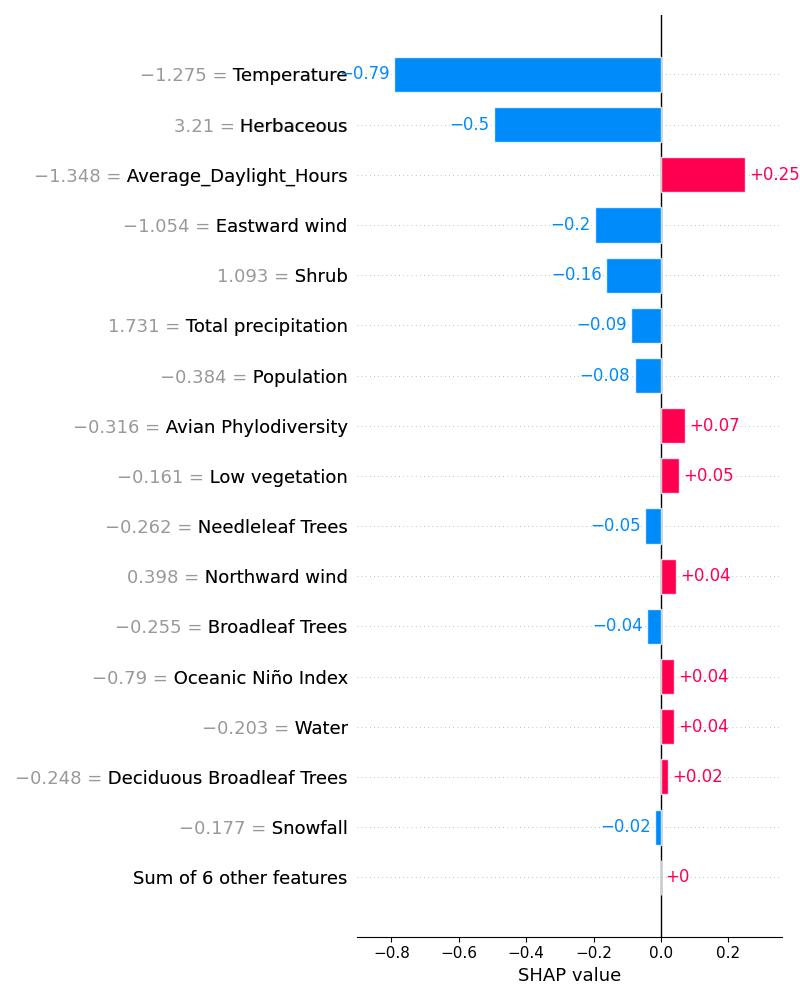 −1.275 = Temperature −0.79
3.21 = Herbaceous −0.5
−1.348 = Average_Daylight_Hours +0.25
−1.054 = Eastward wind −0.2
1.093 = Shrub −0.16
1.731 = Total precipitation −0.09
−0.384 = Population −0.08
−0.316 = Avian Phylodiversity +0.07
−0.161 = Low vegetation +0.05
−0.262 = Needleleaf Trees −0.05
0.398 = Northward wind +0.04
−0.255 = Broadleaf Trees −0.04
−0.79 = Oceanic Niño Index +0.04
−0.203 = Water +0.04
−0.248 = Deciduous Broadleaf Trees +0.02
−0.177 = Snowfall −0.02
Sum of 6 other features +0
−0.8 −0.6 −0.4 −0.2 0.0 0.2
SHAP value